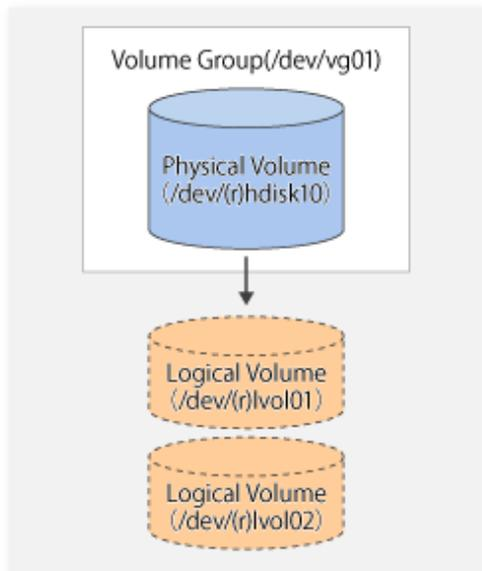 Volume Group(/dev/vg01)
Physical Volume
(/dev/(r)hdisk10)
Logical Volume
(/dev/(r)lvol01)
Logical Volume
(/dev/(r)lvol02)